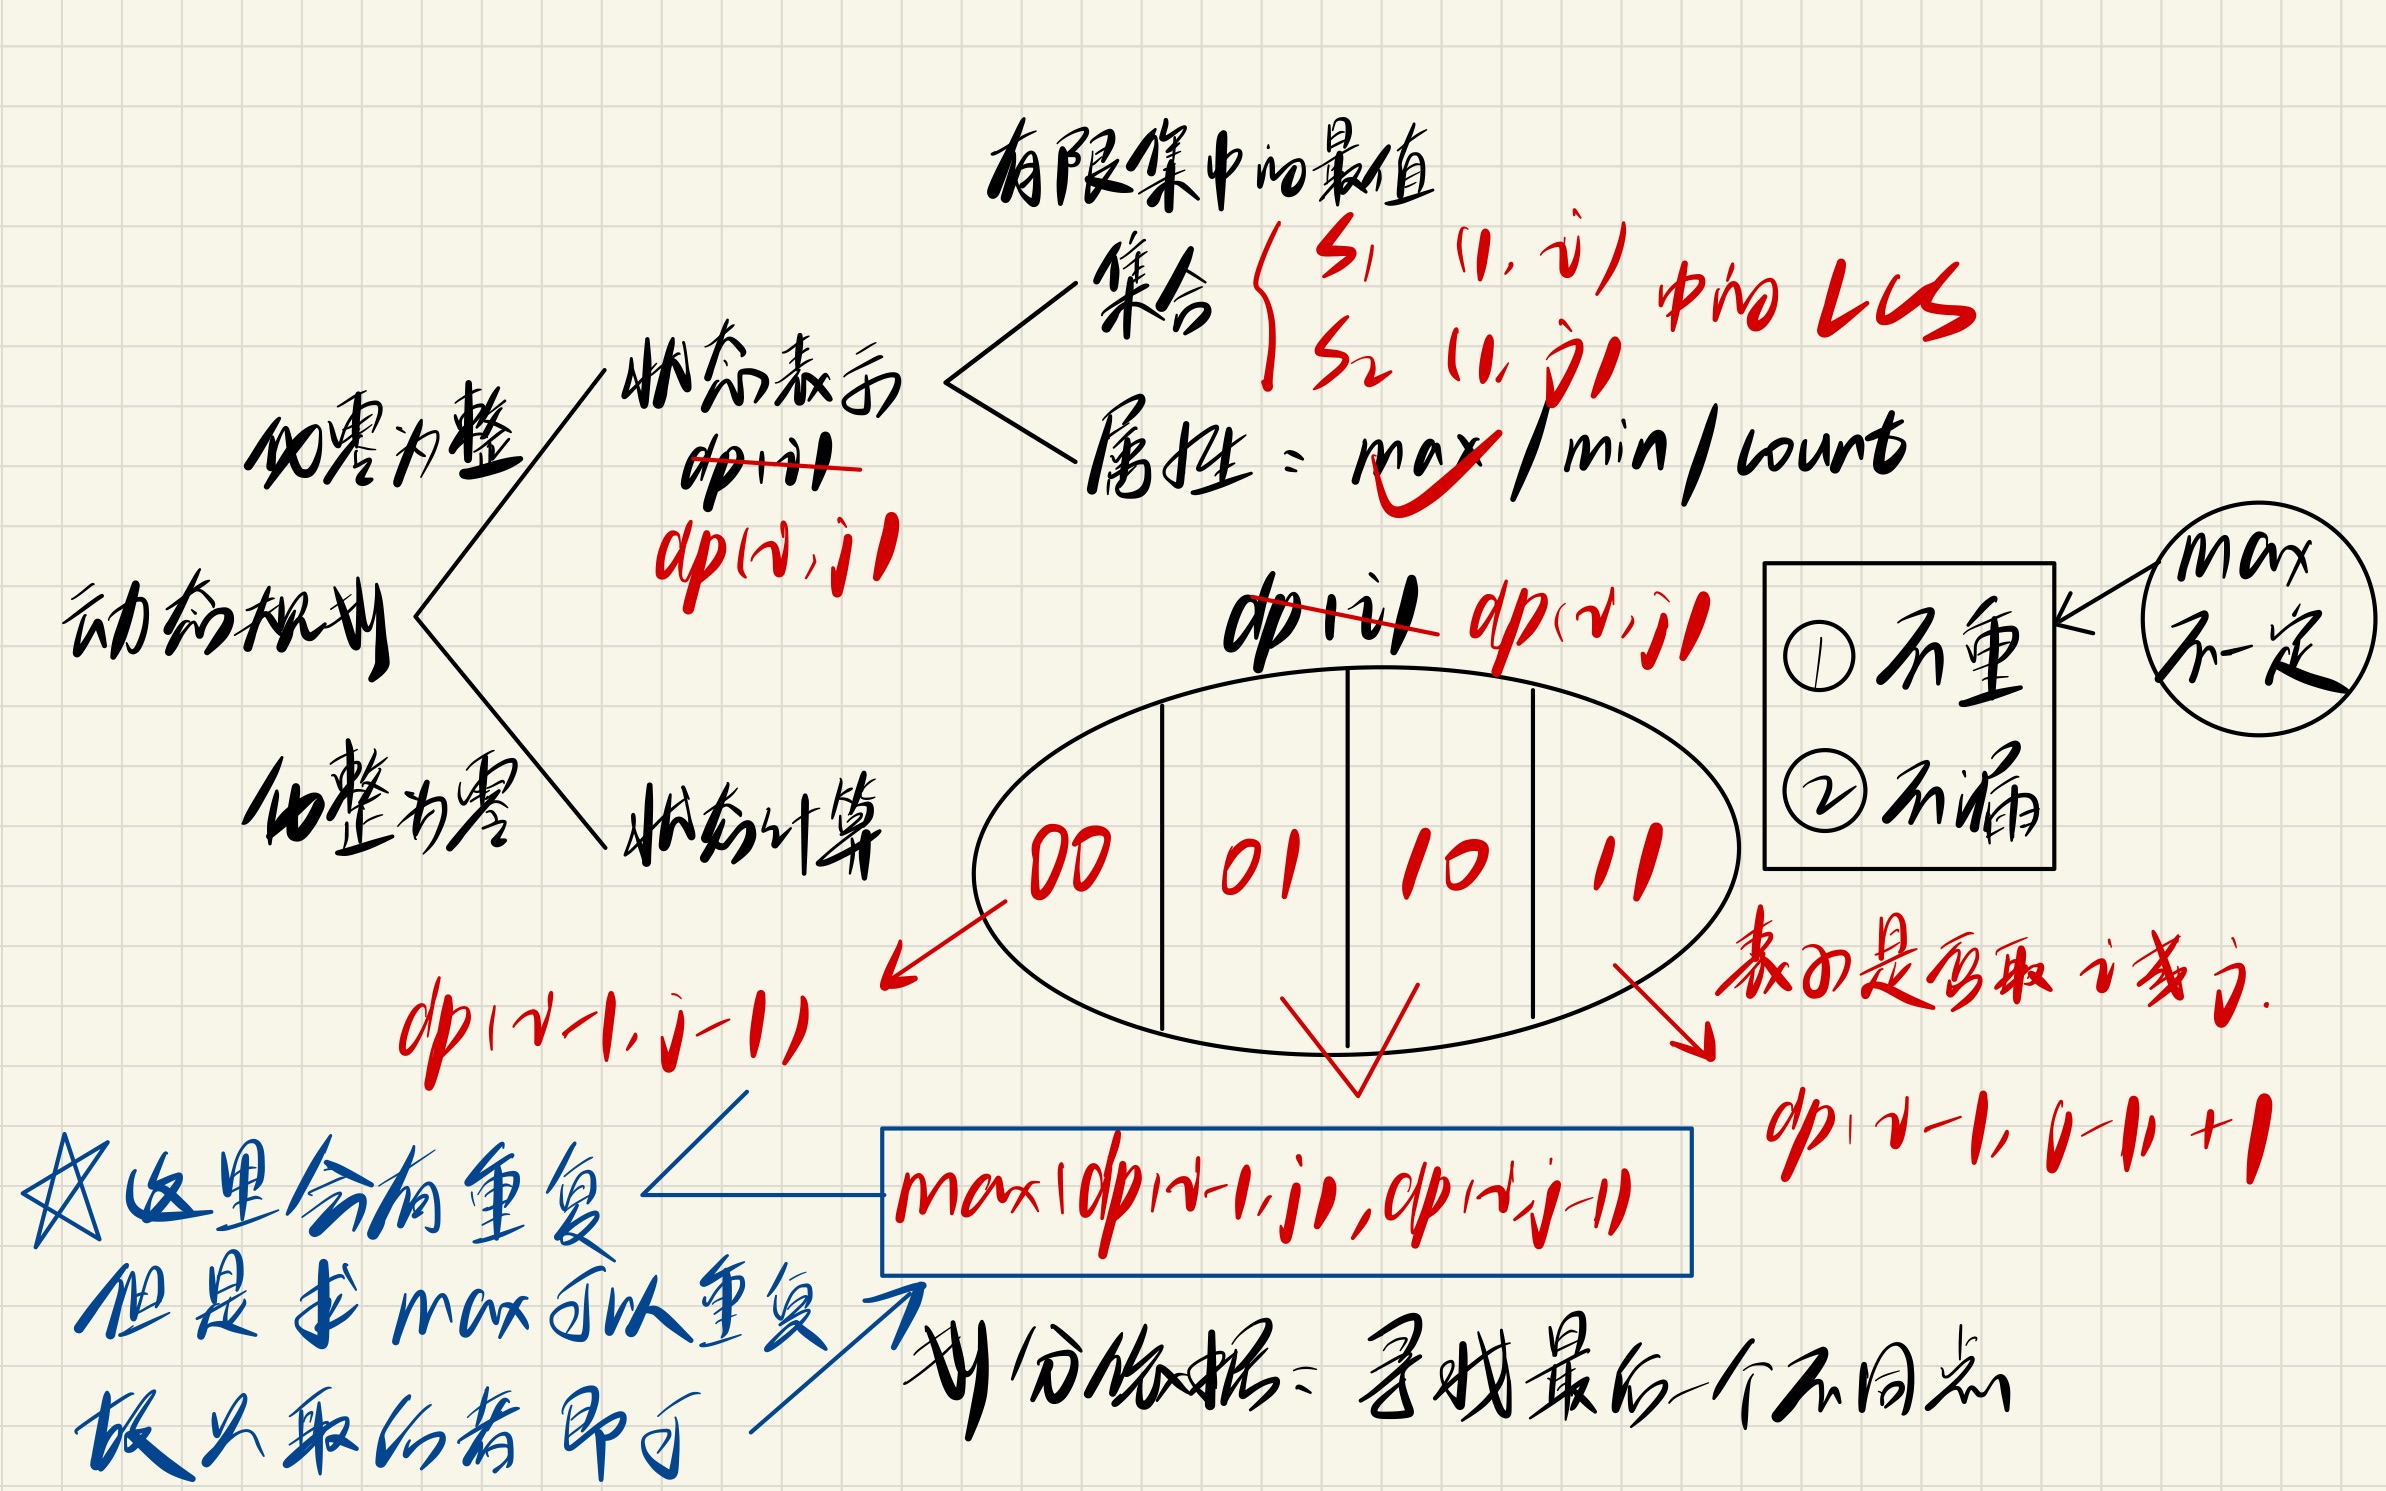 有限集中的最值
集合 { S1 (1, i)
S2 (1, j) 中的 LCS
化零为整
状态表示
dp(i)
dp(i, j)
属性: max / min / count
动态规划
dp(i) dp(i, j)
① 不重
② 不漏
max
不一定
化整为零
状态计算
00 01 10 11
表示是否取 i 或 j.
dp(i-1, j-1)
dp(i-1, j-1) + 1
max(dp(i-1, j), dp(i, j-1)
☆ 这里会有重复
但是求 max 可以重复
故只取后者即可
划分依据: 寻找最后一个不同点